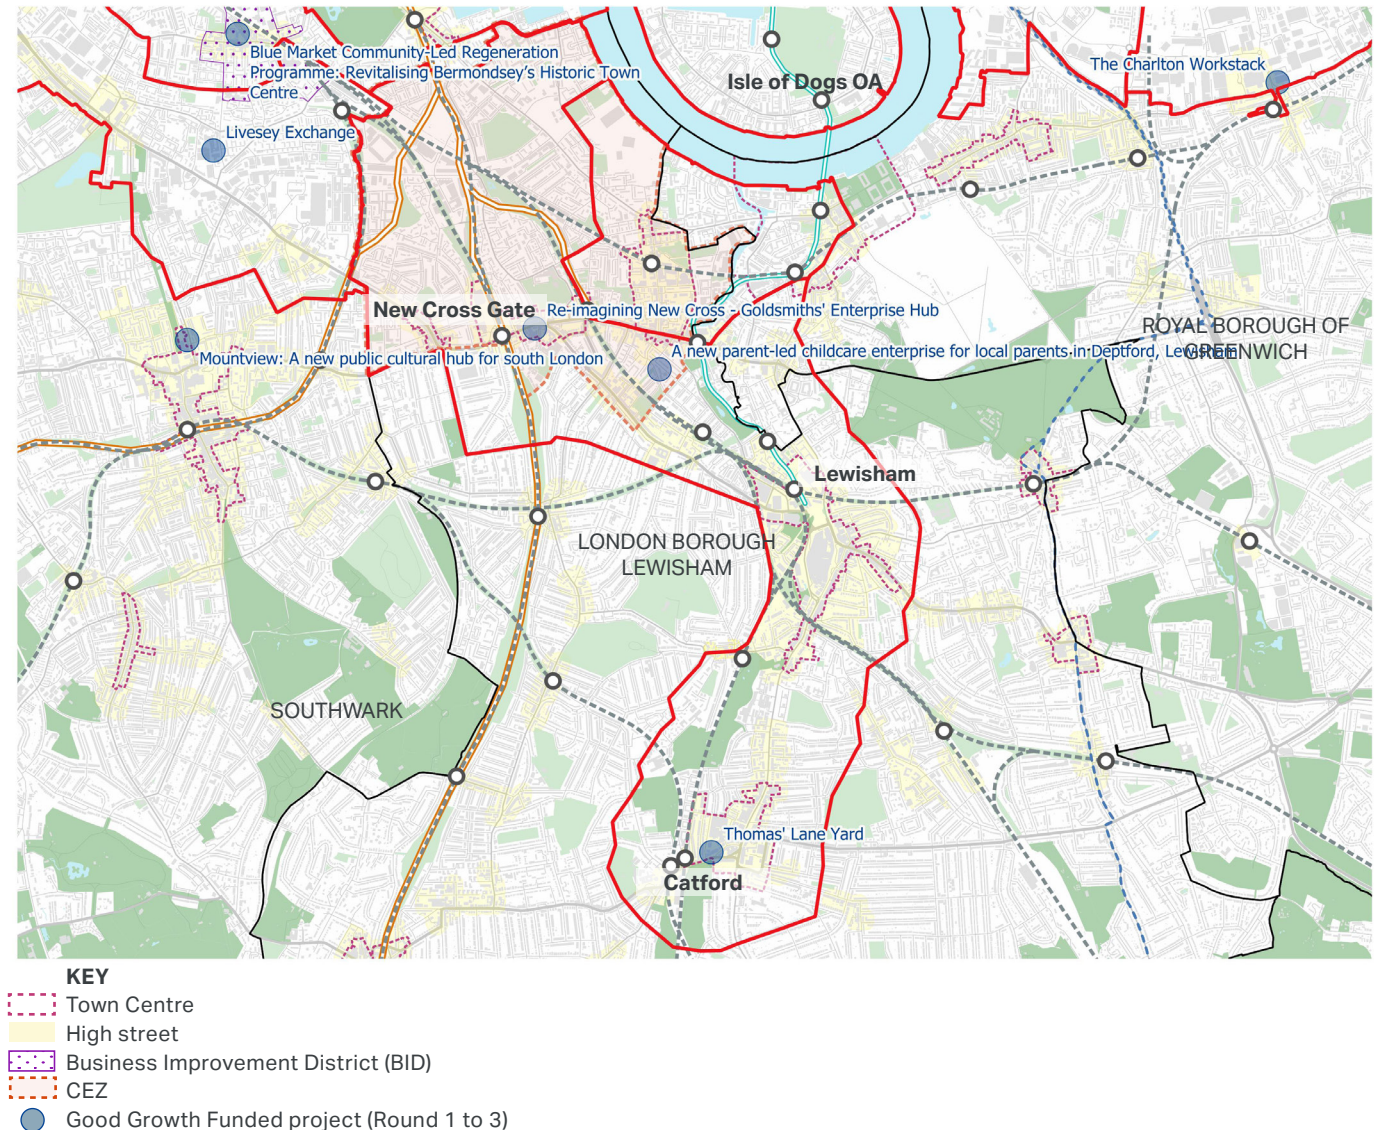 Blue Market Community-Led Regeneration
Programme: Revitalising Bermondsey's Historic Town
Centre
Isle of Dogs OA
The Charlton Workstack
Livesey Exchange
New Cross Gate
Re-imagining New Cross - Goldsmiths' Enterprise Hub
ROYAL BOROUGH OF
GREENWICH
Mountview: A new public cultural hub for south London
A new parent-led childcare enterprise for local parents in Deptford, Lewisham
Lewisham
LONDON BOROUGH
LEWISHAM
SOUTHWARK
Thomas' Lane Yard
Catford
KEY
Town Centre
High street
Business Improvement District (BID)
CEZ
Good Growth Funded project (Round 1 to 3)